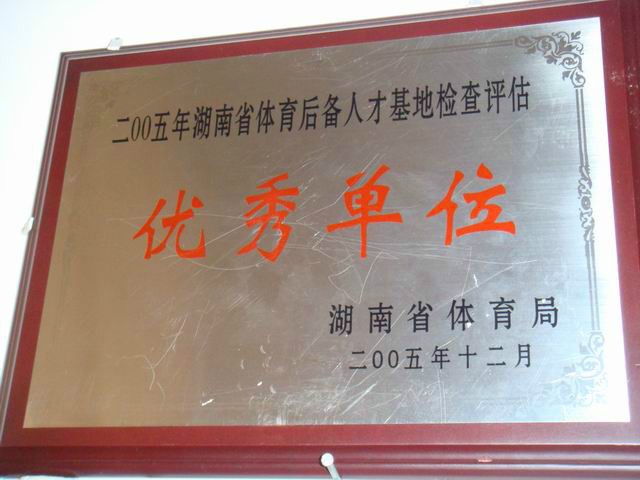 二00五年湖南省体育后备人才基地检查评估
优秀单位
湖南省体育局
二00五年十二月